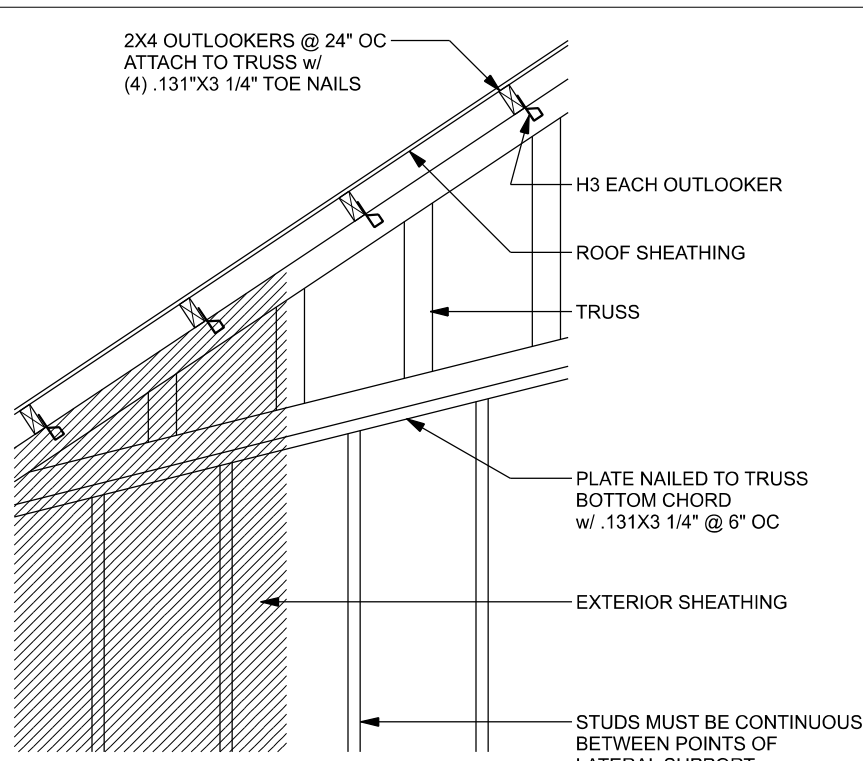 2X4 OUTLOOKERS @ 24" OC
ATTACH TO TRUSS w/
(4) .131"X3 1/4" TOE NAILS
H3 EACH OUTLOOKER
ROOF SHEATHING
TRUSS
PLATE NAILED TO TRUSS
BOTTOM CHORD
w/ .131X3 1/4" @ 6" OC
EXTERIOR SHEATHING
STUDS MUST BE CONTINUOUS
BETWEEN POINTS OF
LATERAL SUPPORT